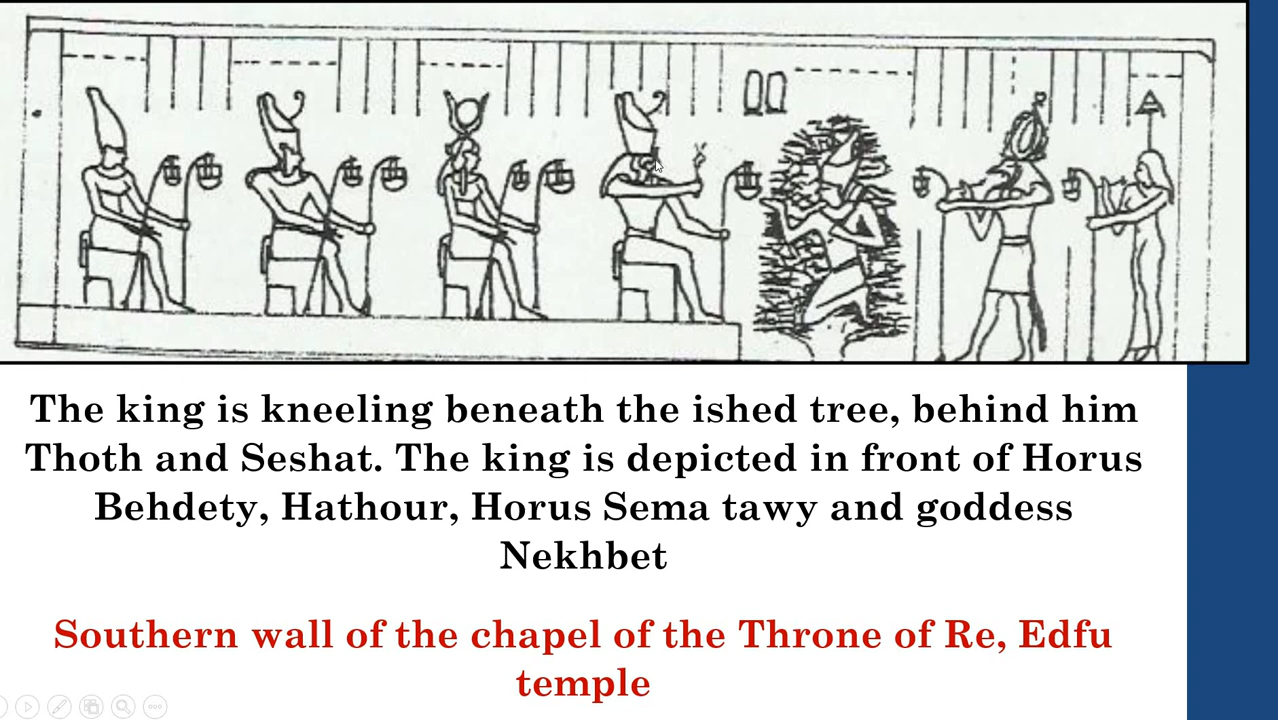 The king is kneeling beneath the ished tree, behind him
Thoth and Seshat. The king is depicted in front of Horus
Behdety, Hathour, Horus Sema tawy and goddess
Nekhbet
Southern wall of the chapel of the Throne of Re, Edfu
temple